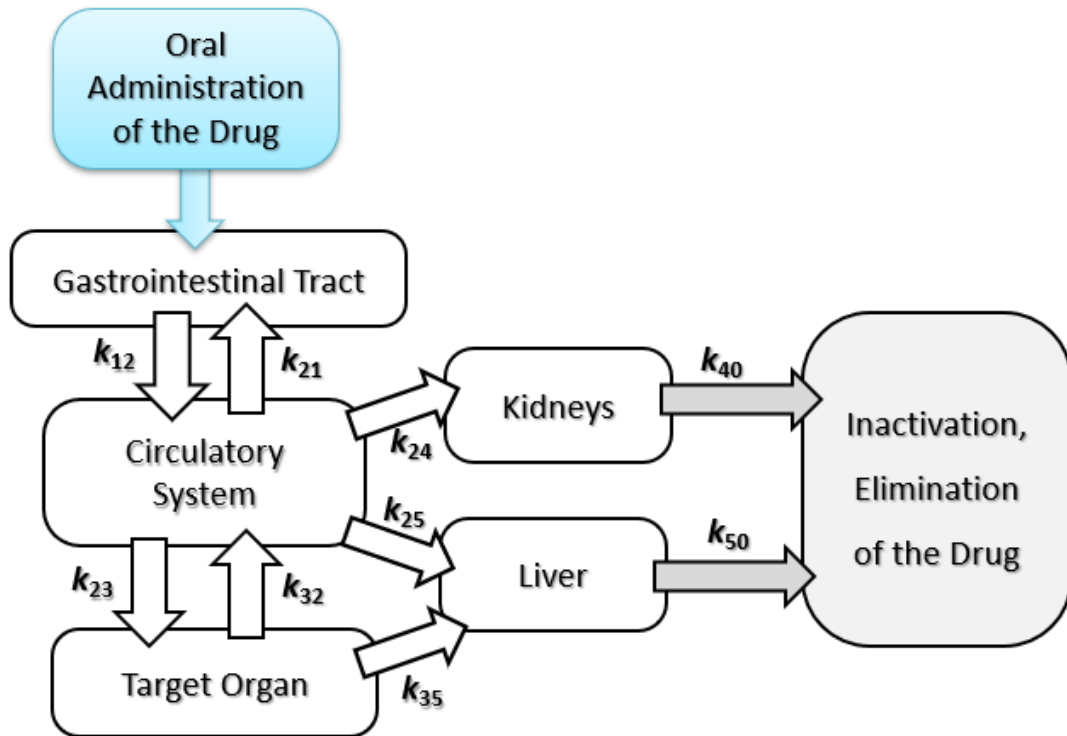 Oral
Administration
of the Drug
Gastrointestinal Tract
k12
k21
Circulatory
System
k24
Kidneys
k40
Inactivation,
Elimination
of the Drug
k25
Liver
k50
k23
k32
Target Organ
k35